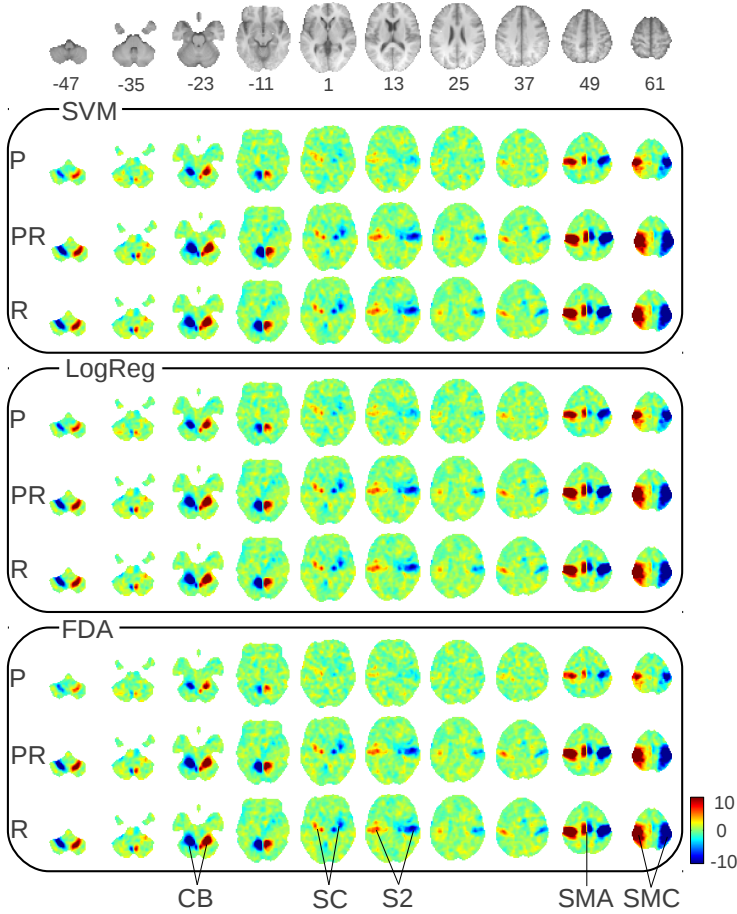 -47 -35 -23 -11 1 13 25 37 49 61
SVM
P
PR
R
LogReg
P
PR
R
FDA
P
PR
R
10
0
-10
CB SC S2 SMA SMC